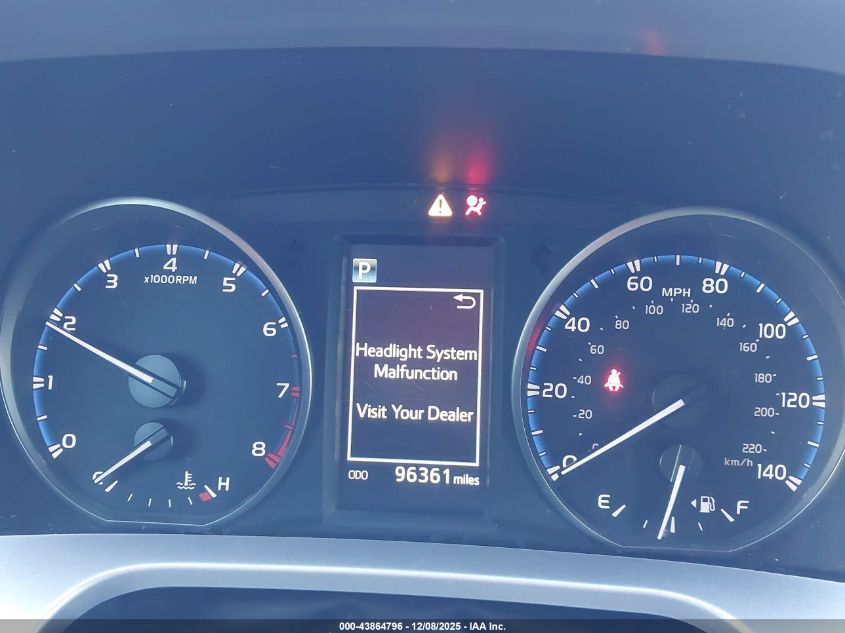 P
Headlight System
Malfunction
Visit Your Dealer
ODO 96361 miles
0
1
2
3
4
5
6
7
8
x1000RPM
C
H
0
20
40
60
80
100
120
140
MPH
0
20
40
60
80
100
120
140
160
180
200
220
km/h
E
F
000-43864796 - 12/08/2025 - IAA Inc.